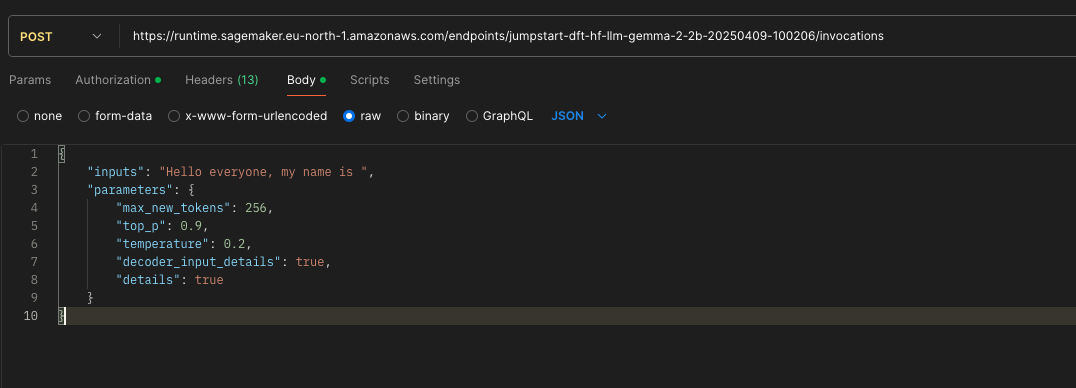 POST https://runtime.sagemaker.eu-north-1.amazonaws.com/endpoints/jumpstart-dft-hf-llm-gemma-2-2b-20250409-100206/invocations
Params Authorization Headers (13) Body Scripts Settings
none form-data x-www-form-urlencoded raw binary GraphQL JSON
1 {
2 "inputs": "Hello everyone, my name is ",
3 "parameters": {
4 "max_new_tokens": 256,
5 "top_p": 0.9,
6 "temperature": 0.2,
7 "decoder_input_details": true,
8 "details": true
9 }
10 }